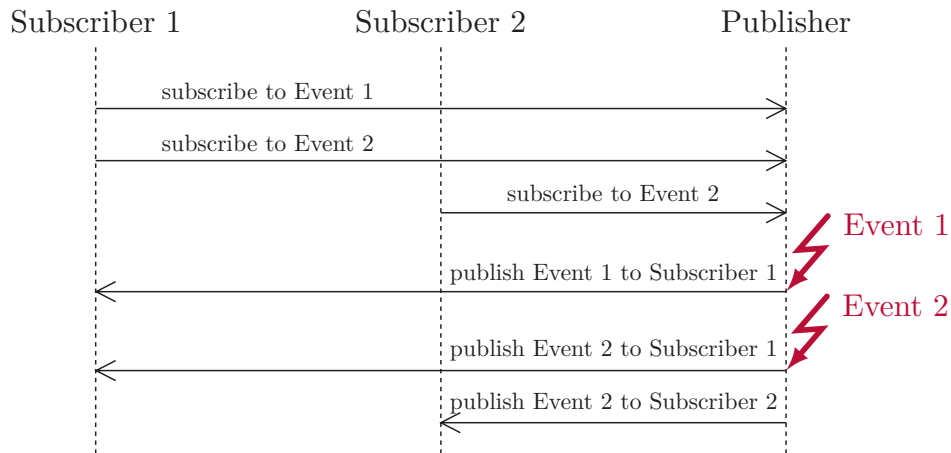 Subscriber 1 Subscriber 2 Publisher
subscribe to Event 1
subscribe to Event 2
subscribe to Event 2
Event 1
publish Event 1 to Subscriber 1
Event 2
publish Event 2 to Subscriber 1
publish Event 2 to Subscriber 2